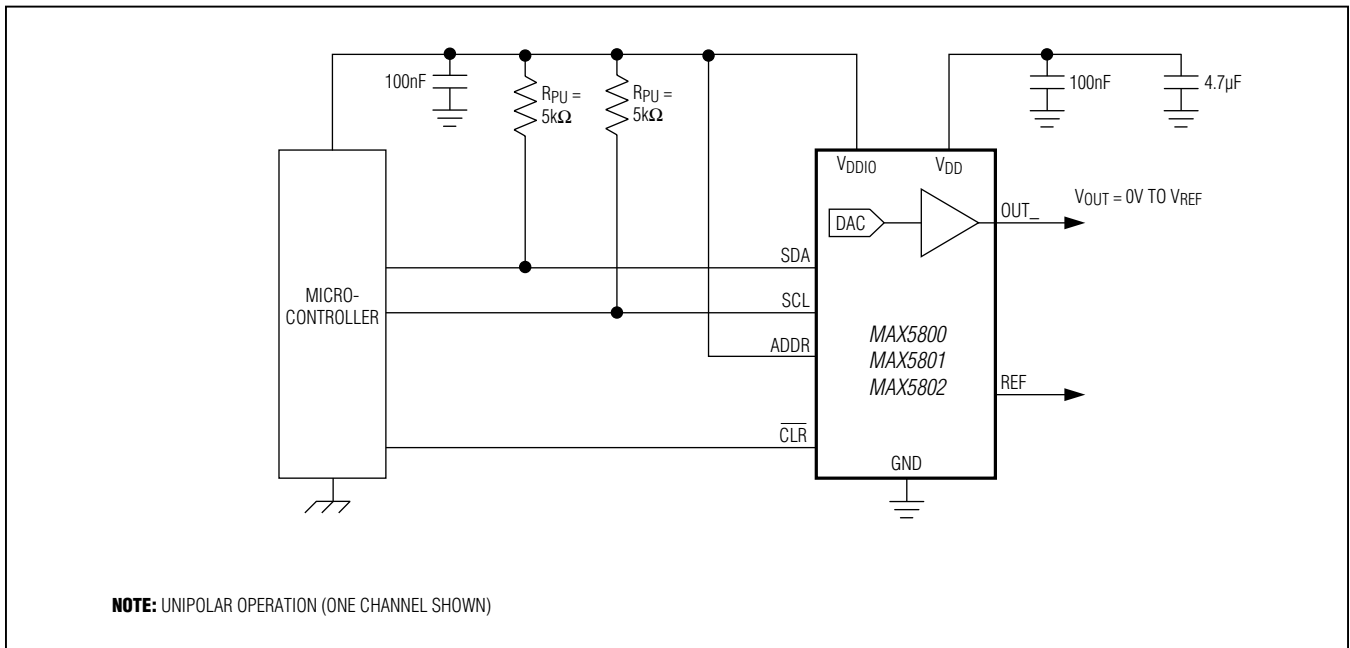 100nF
RPU =
5kΩ
RPU =
5kΩ
100nF
4.7µF
VDDIO
VDD
DAC
OUT_
VOUT = 0V TO VREF
SDA
SCL
ADDR
MICRO-
CONTROLLER
MAX5800
MAX5801
MAX5802
REF
CLR
GND
NOTE: UNIPOLAR OPERATION (ONE CHANNEL SHOWN)